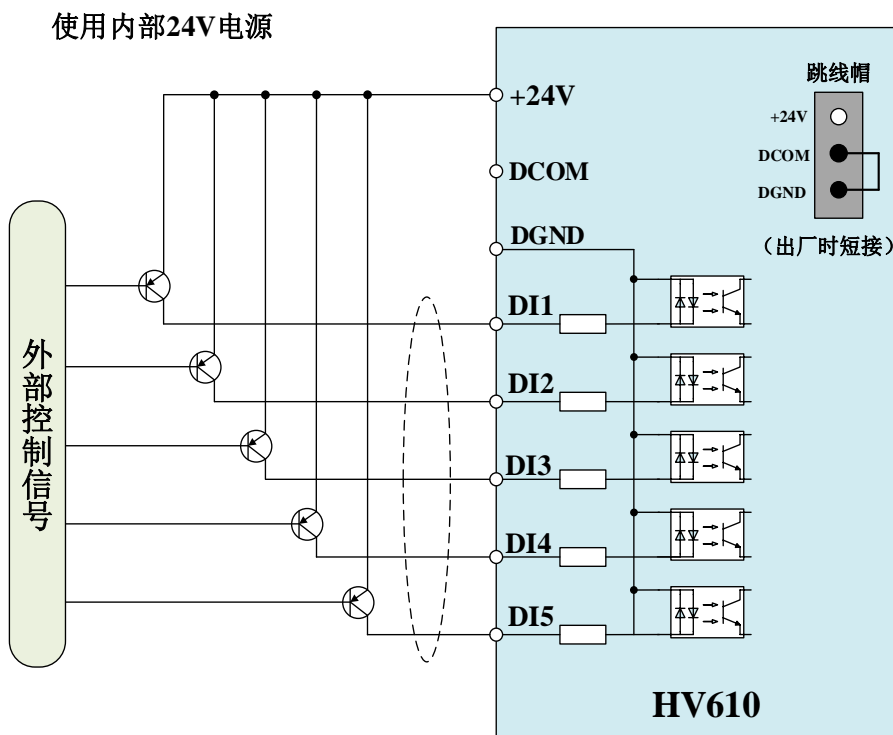 使用内部24V电源
跳线帽
+24V
+24V
DCOM
DCOM
DGND
DGND
（出厂时短接）
DI1
DI2
DI3
DI4
DI5
外部控制信号
HV610